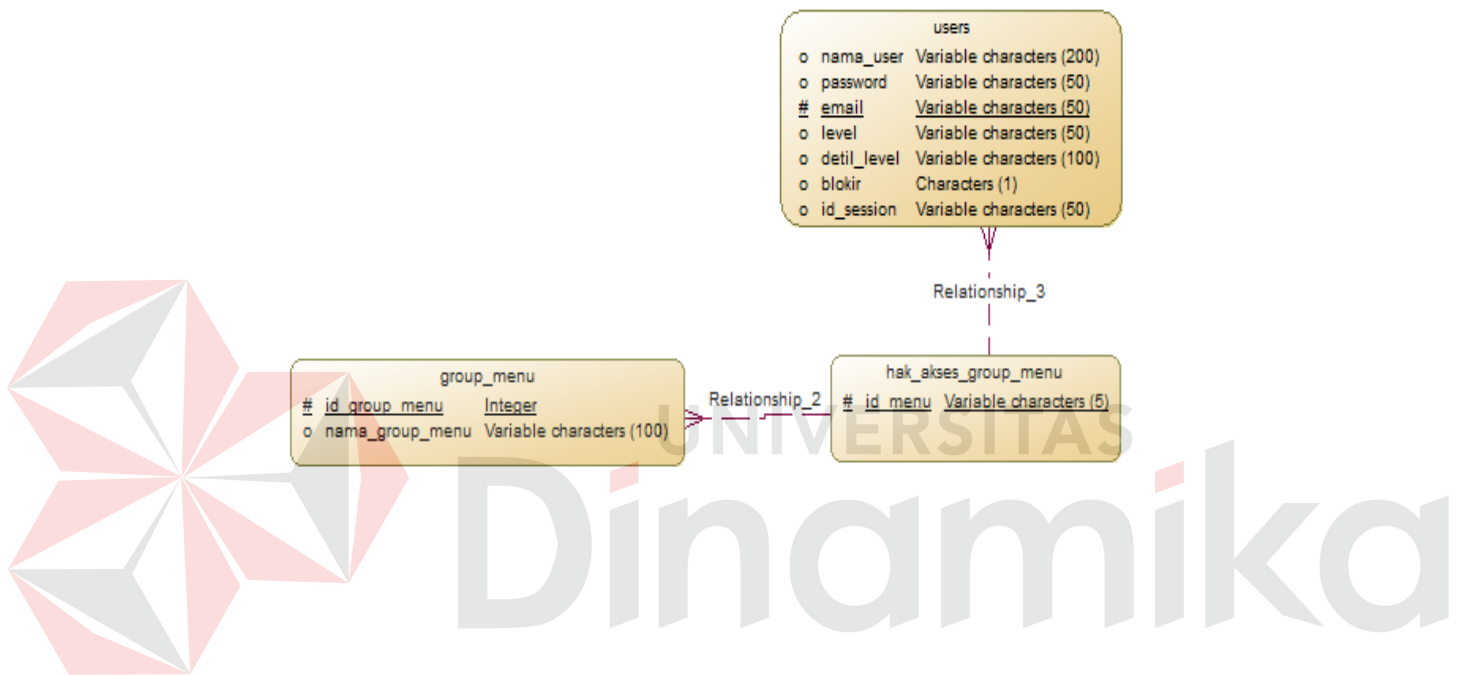 users
o nama_user Variable characters (200)
o password Variable characters (50)
# email Variable characters (50)
o level Variable characters (50)
o detil_level Variable characters (100)
o blokir Characters (1)
o id_session Variable characters (50)
Relationship_3
group_menu
# id_group_menu Integer
o nama_group_menu Variable characters (100)
Relationship_2
hak_akses_group_menu
# id_menu Variable characters (5)
UNIVERSITAS
Dinamika